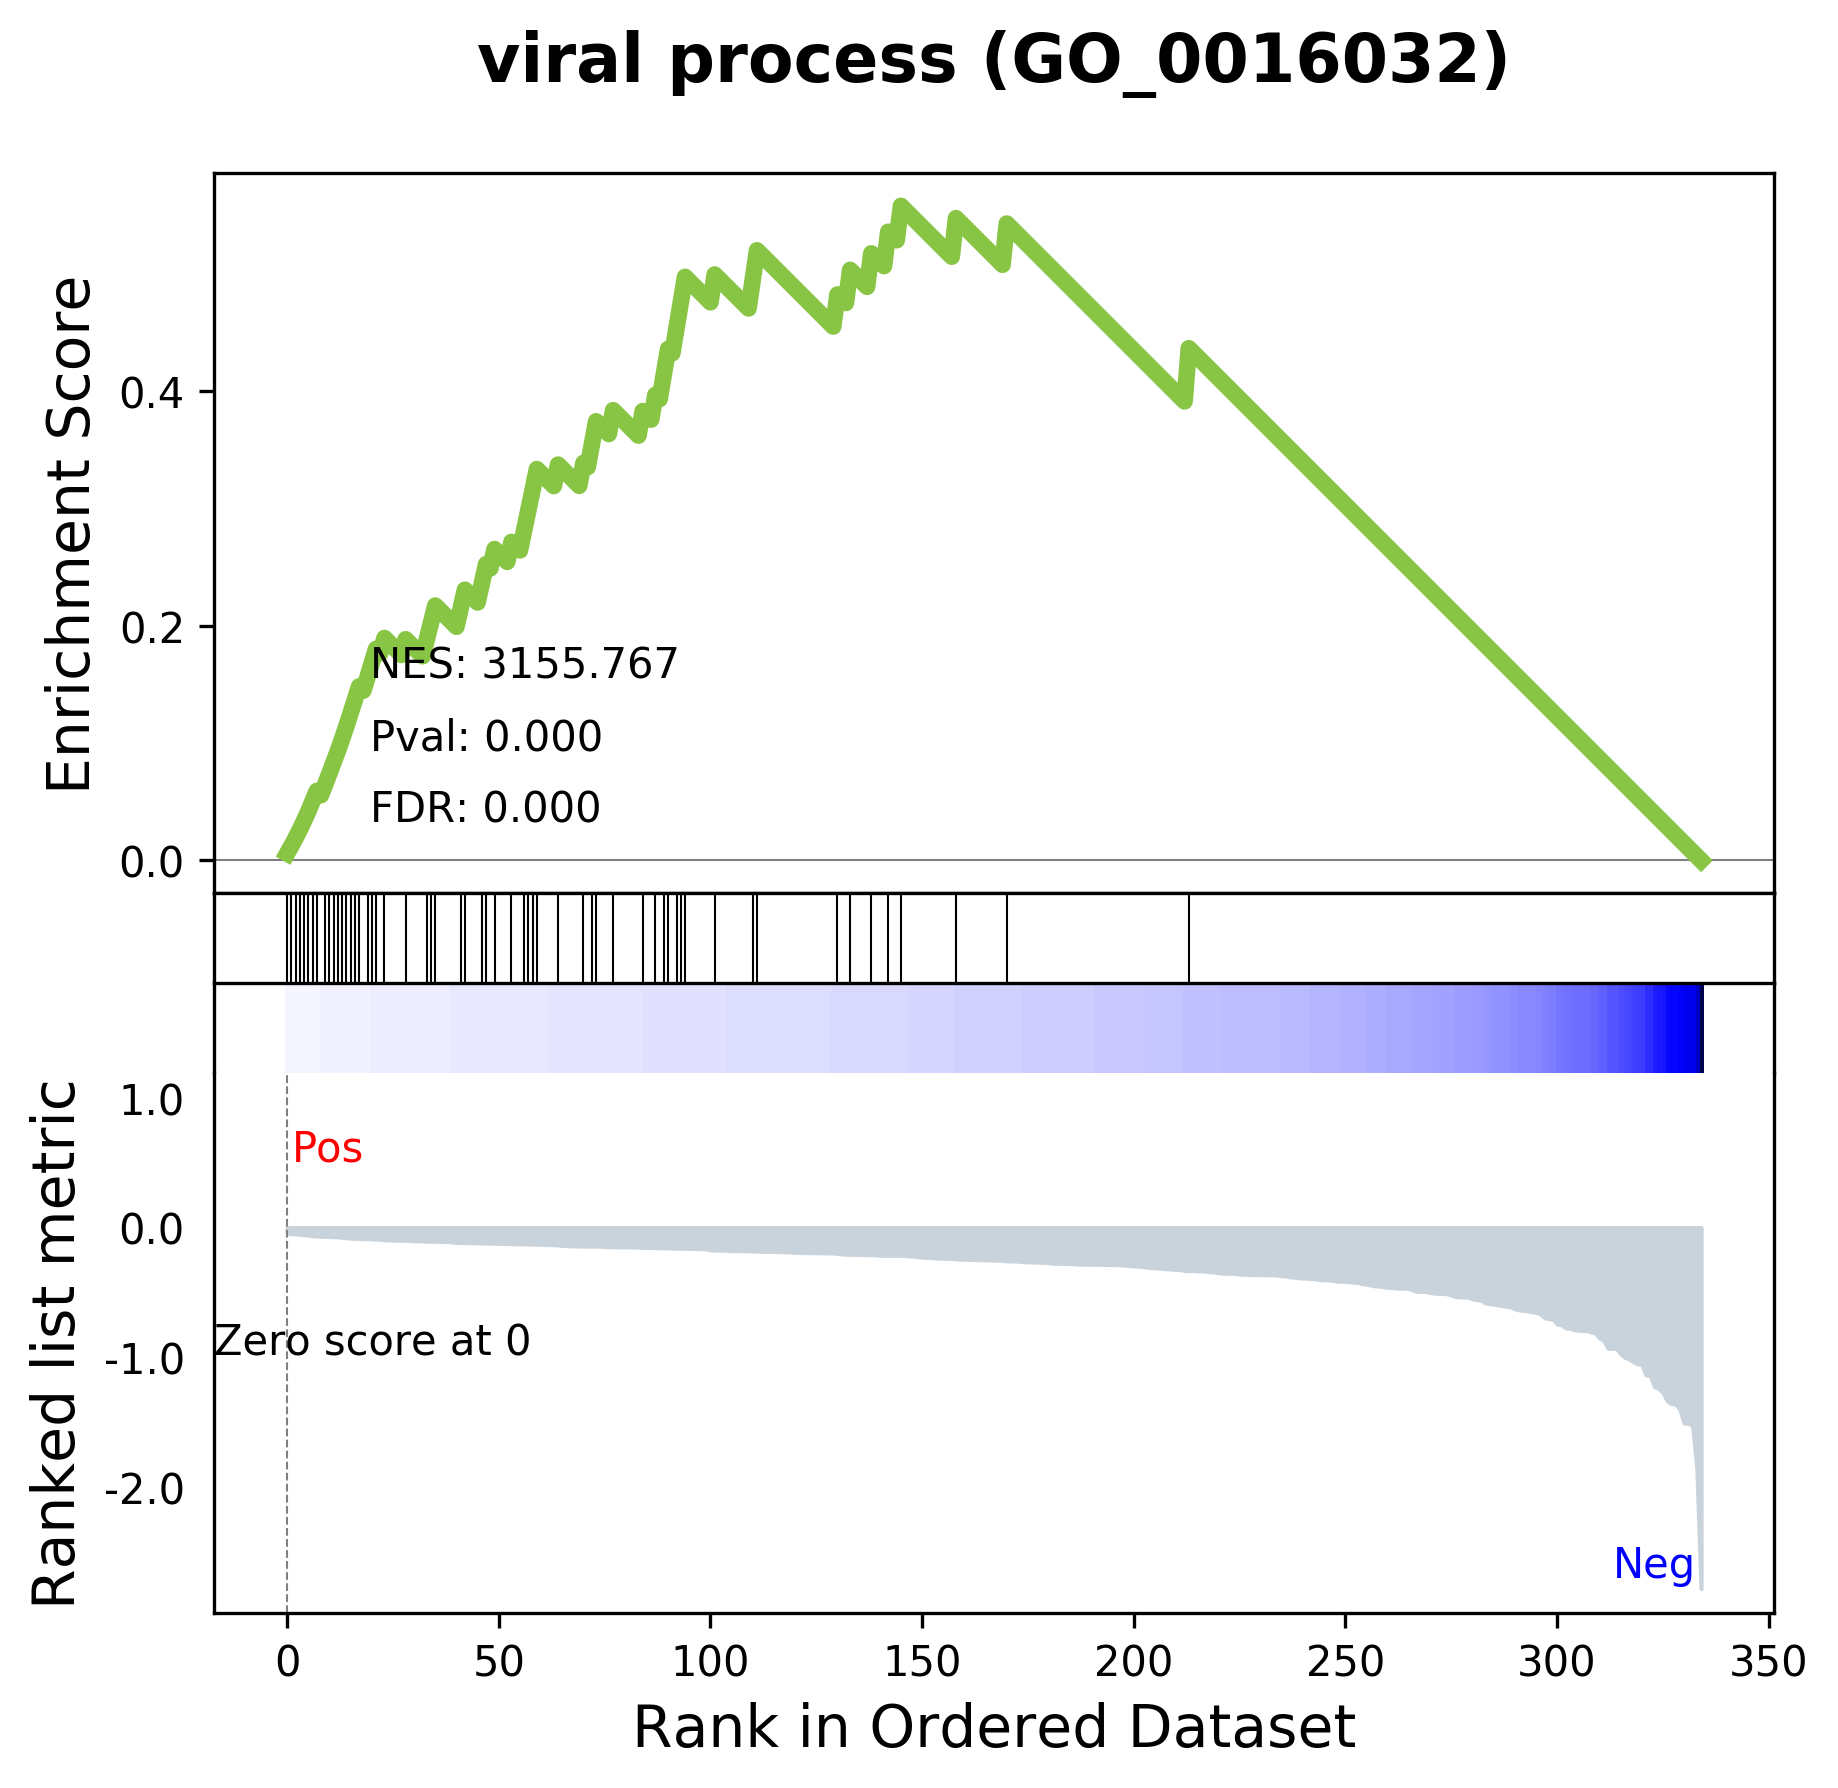 viral process (GO_0016032)
Enrichment Score
0.4
0.2
0.0
NES: 3155.767
Pval: 0.000
FDR: 0.000
Ranked list metric
1.0
0.0
-1.0
-2.0
Pos
Zero score at 0
Neg
0 50 100 150 200 250 300 350
Rank in Ordered Dataset